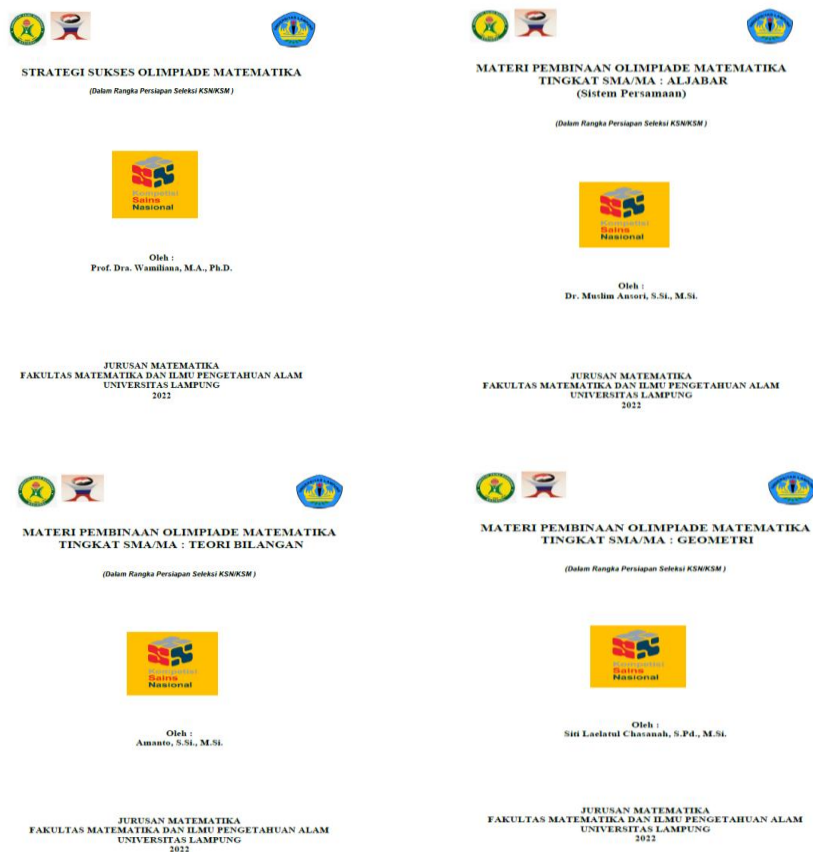 STRATEGI SUKSES OLIMPIADE MATEMATIKA
(Dalam Rangka Persiapan Seleksi KSN/KSM )
Kompetisi
Sains
Nasional
Oleh :
Prof. Dra. Wamiliana, M.A., Ph.D.
JURUSAN MATEMATIKA
FAKULTAS MATEMATIKA DAN ILMU PENGETAHUAN ALAM
UNIVERSITAS LAMPUNG
2022
MATERI PEMBINAAN OLIMPIADE MATEMATIKA
TINGKAT SMA/MA : ALJABAR
(Sistem Persamaan)
(Dalam Rangka Persiapan Seleksi KSN/KSM )
Kompetisi
Sains
Nasional
Oleh :
Dr. Muslim Ansori, S.Si., M.Si.
JURUSAN MATEMATIKA
FAKULTAS MATEMATIKA DAN ILMU PENGETAHUAN ALAM
UNIVERSITAS LAMPUNG
2022
MATERI PEMBINAAN OLIMPIADE MATEMATIKA
TINGKAT SMA/MA : TEORI BILANGAN
(Dalam Rangka Persiapan Seleksi KSN/KSM )
Kompetisi
Sains
Nasional
Oleh :
Amanto, S.Si., M.Si.
JURUSAN MATEMATIKA
FAKULTAS MATEMATIKA DAN ILMU PENGETAHUAN ALAM
UNIVERSITAS LAMPUNG
2022
MATERI PEMBINAAN OLIMPIADE MATEMATIKA
TINGKAT SMA/MA : GEOMETRI
(Dalam Rangka Persiapan Seleksi KSN/KSM )
Kompetisi
Sains
Nasional
Oleh :
Siti Laelatul Chasanah, S.Pd., M.Si.
JURUSAN MATEMATIKA
FAKULTAS MATEMATIKA DAN ILMU PENGETAHUAN ALAM
UNIVERSITAS LAMPUNG
2022